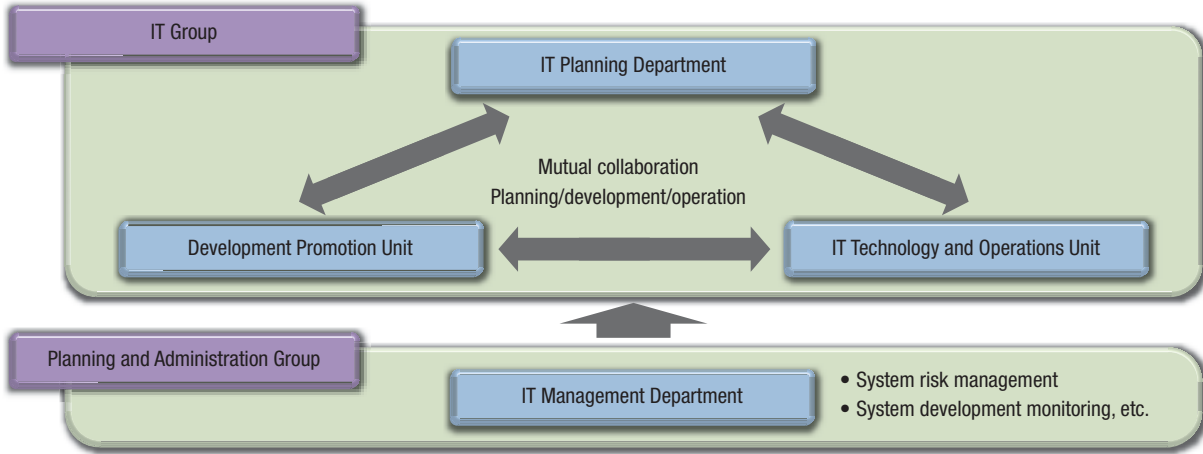 IT Group
IT Planning Department
Mutual collaboration
Planning/development/operation
Development Promotion Unit
IT Technology and Operations Unit
Planning and Administration Group
IT Management Department
• System risk management
• System development monitoring, etc.